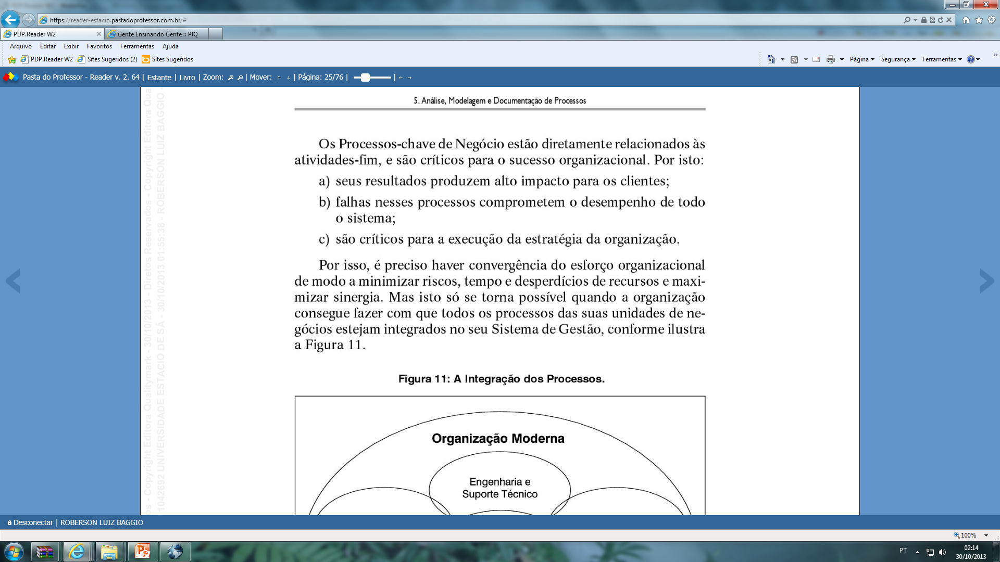 https://reader-estacio.pastadoprofessor.com.br/#
PDP.Reader W2
Gente Ensinando Gente :: PIQ
Arquivo Editar Exibir Favoritos Ferramentas Ajuda
PDP.Reader W2 Sites Sugeridos (2) Sites Sugeridos
Página Segurança Ferramentas
Pasta do Professor - Reader v. 2. 64 | Estante | Livro | Zoom: | Mover: ↑ ↓ | Página: 25/76 | | ← →
5. Análise, Modelagem e Documentação de Processos
Os Processos-chave de Negócio estão diretamente relacionados às
atividades-fim, e são críticos para o sucesso organizacional. Por isto:
a) seus resultados produzem alto impacto para os clientes;
b) falhas nesses processos comprometem o desempenho de todo
o sistema;
c) são críticos para a execução da estratégia da organização.
Por isso, é preciso haver convergência do esforço organizacional
de modo a minimizar riscos, tempo e desperdícios de recursos e maxi-
mizar sinergia. Mas isto só se torna possível quando a organização
consegue fazer com que todos os processos das suas unidades de ne-
gócios estejam integrados no seu Sistema de Gestão, conforme ilustra
a Figura 11.
Figura 11: A Integração dos Processos.
Organização Moderna
Engenharia e
Suporte Técnico
os - Copyright Editora Qualitymark - 30/10/2013 - Diretos Reservados - Copyright Editora Qua
1042692 UNIVERSIDADE ESTACIO DE SÁ - 30/10/2013 01:55:38 - ROBERSON LUIZ BAGGIO -
Desconectar | ROBERSON LUIZ BAGGIO
100%
PT
02:14
30/10/2013